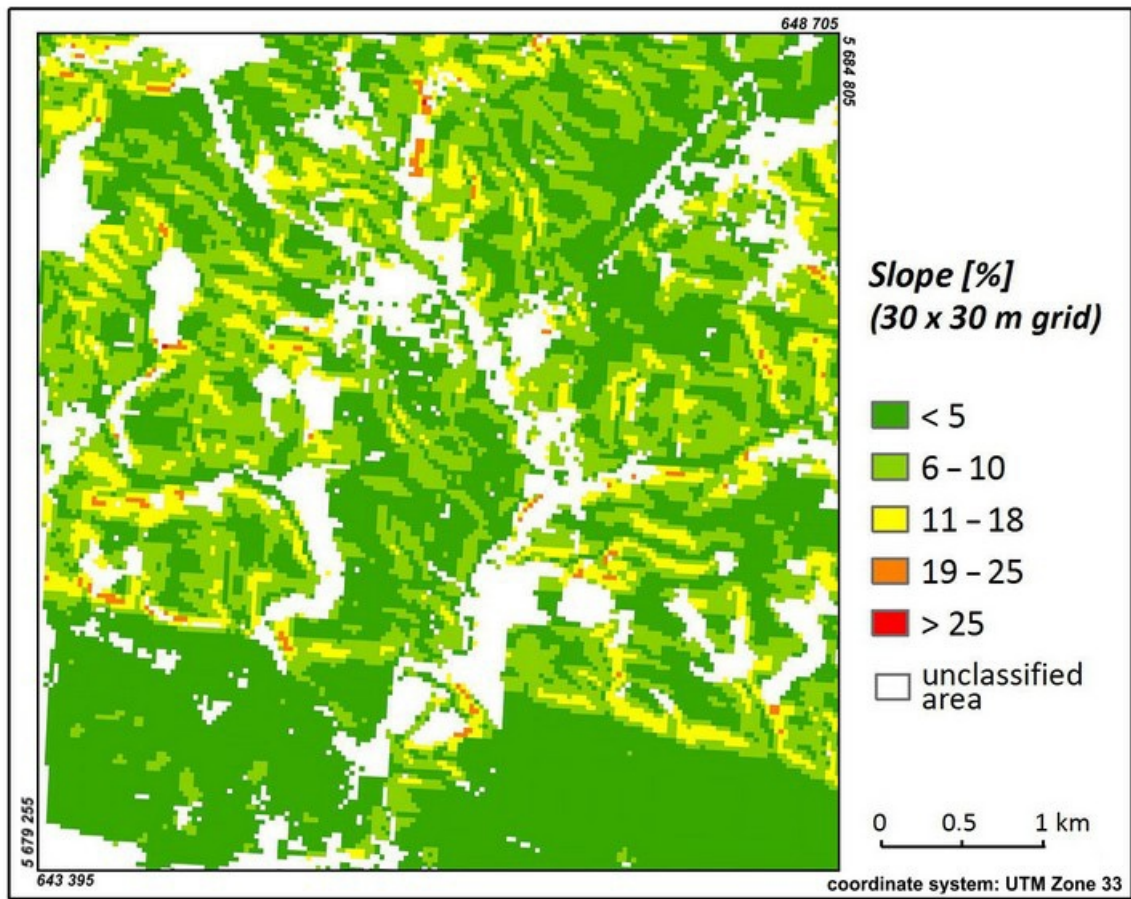 648 705
5 684 805
Slope [%]
(30 x 30 m grid)
< 5
6 – 10
11 – 18
19 – 25
> 25
unclassified
area
0 0.5 1 km
5 679 255
643 395
coordinate system: UTM Zone 33